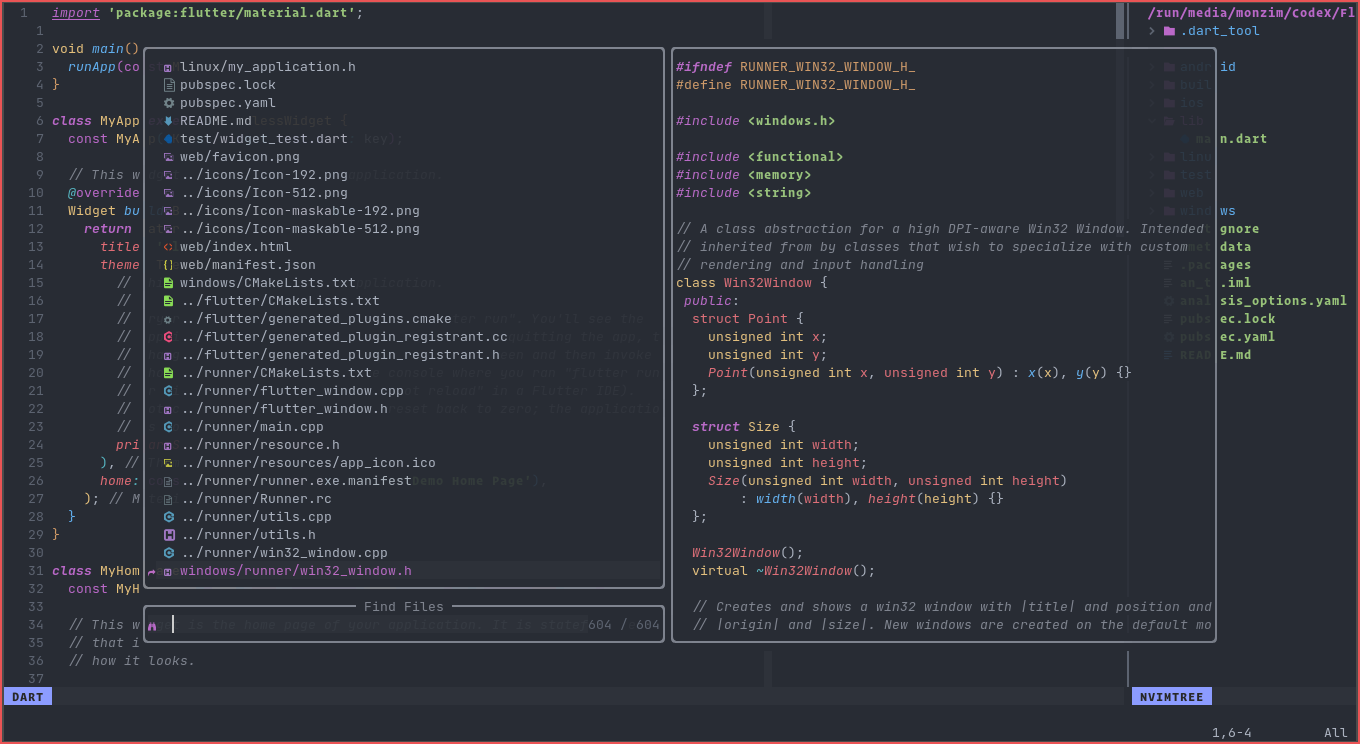 1 import 'package:flutter/material.dart';
1
2 void main()
3 runApp(co
4 }
5
6 class MyApp
7 const MyA
8
9 // This w
10 @override
11 Widget bu
12 return
13 title
14 theme
15 //
16 //
17 //
18 //
19 //
20 //
21 //
22 //
23 //
24 pri
25 ), //
26 home:
27 ); // M
28 }
29 }
30
31 class MyHom
32 const MyH
33
34 // This w
35 // that i
36 // how it looks.
37
DART
linux/my_application.h
pubspec.lock
pubspec.yaml
README.md
test/widget_test.dart
web/favicon.png
../icons/Icon-192.png
../icons/Icon-512.png
../icons/Icon-maskable-192.png
../icons/Icon-maskable-512.png
web/index.html
web/manifest.json
windows/CMakeLists.txt
../flutter/CMakeLists.txt
../flutter/generated_plugins.cmake
../flutter/generated_plugin_registrant.cc
../flutter/generated_plugin_registrant.h
../runner/CMakeLists.txt
../runner/flutter_window.cpp
../runner/flutter_window.h
../runner/main.cpp
../runner/resource.h
../runner/resources/app_icon.ico
../runner/runner.exe.manifest
../runner/Runner.rc
../runner/utils.cpp
../runner/utils.h
../runner/win32_window.cpp
windows/runner/win32_window.h
Find Files
604 / 604
#ifndef RUNNER_WIN32_WINDOW_H_
#define RUNNER_WIN32_WINDOW_H_
#include <windows.h>
#include <functional>
#include <memory>
#include <string>
// A class abstraction for a high DPI-aware Win32 Window. Intended
// inherited from by classes that wish to specialize with custom
// rendering and input handling
class Win32Window {
public:
struct Point {
unsigned int x;
unsigned int y;
Point(unsigned int x, unsigned int y) : x(x), y(y) {}
};
struct Size {
unsigned int width;
unsigned int height;
Size(unsigned int width, unsigned int height)
: width(width), height(height) {}
};
Win32Window();
virtual ~Win32Window();
// Creates and shows a win32 window with |title| and position and
// |origin| and |size|. New windows are created on the default mo
/run/media/monzim/CodeX/Fl
.dart_tool
id
n.dart
ws
gnore
data
ages
.iml
sis_options.yaml
ec.lock
ec.yaml
E.md
NVIMTREE
1,6-4 All